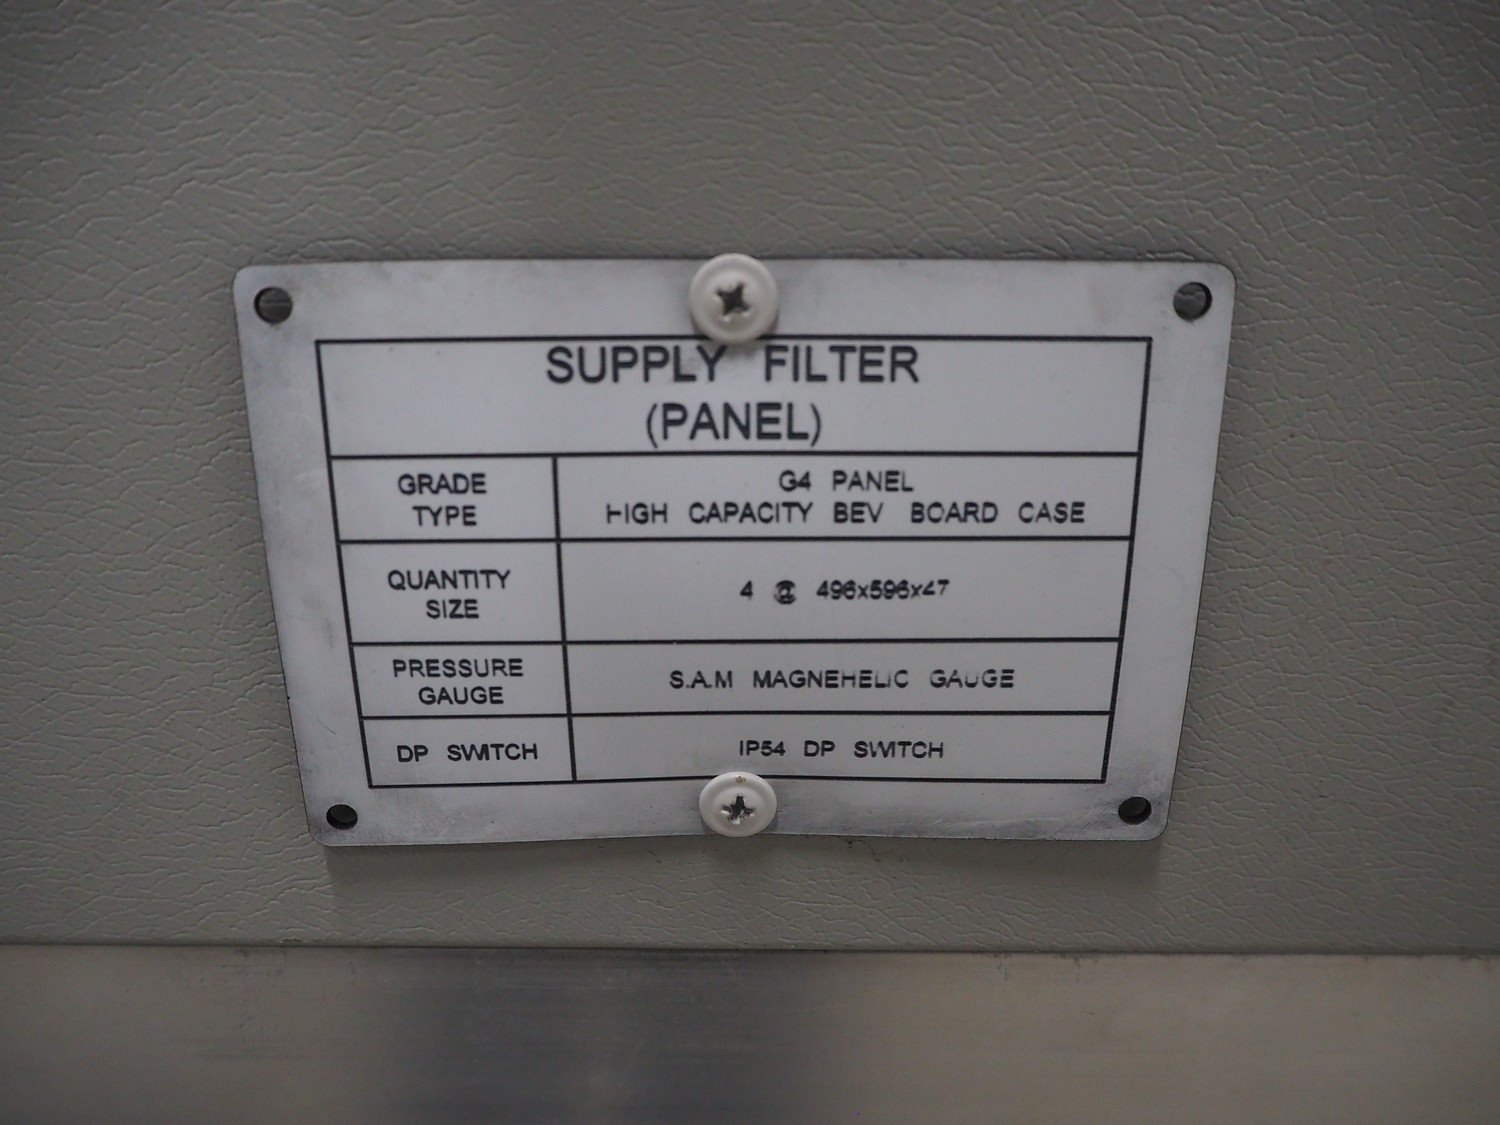 SUPPLY FILTER
(PANEL)
GRADE
TYPE
G4 PANEL
HIGH CAPACITY BEV BOARD CASE
QUANTITY
SIZE
4 @ 496x596x47
PRESSURE
GAUGE
S.A.M MAGNEHELIC GAUGE
DP SWITCH
IP54 DP SWITCH